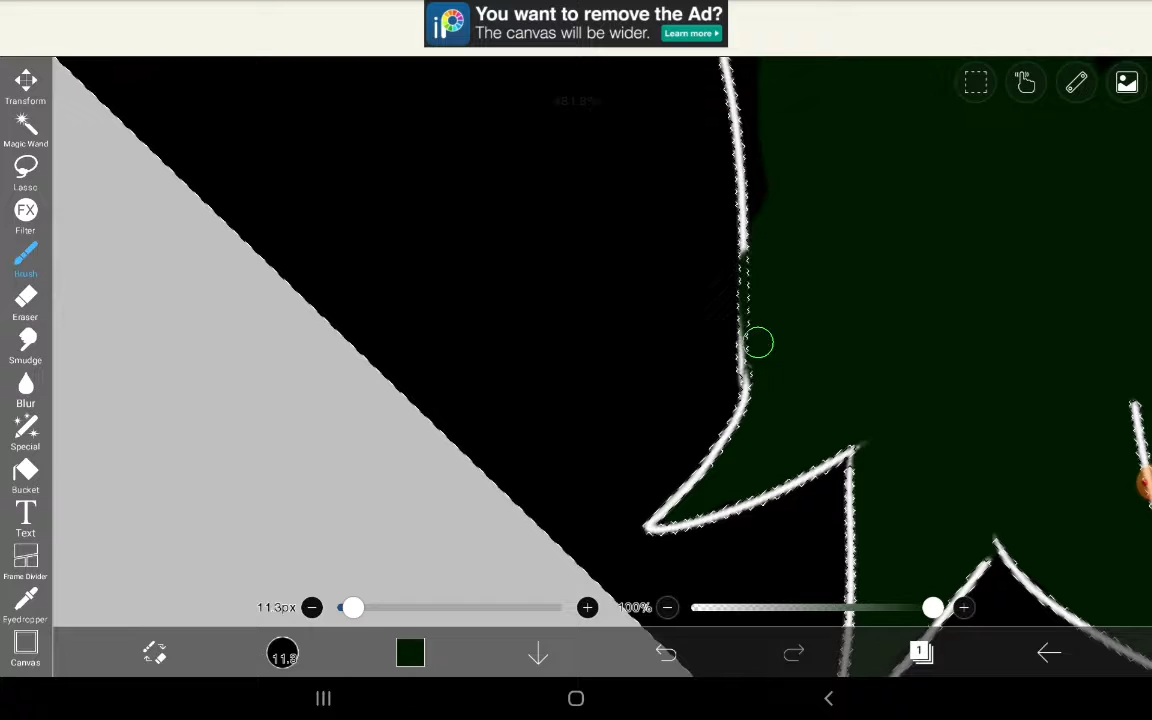 You want to remove the Ad?
The canvas will be wider.
Learn more
Transform
Magic Wand
Lasso
FX
Filter
Brush
Eraser
Smudge
Blur
Special
Bucket
T
Text
Frame Divider
Eyedropper
Canvas
11.3px
100%
11.3
1